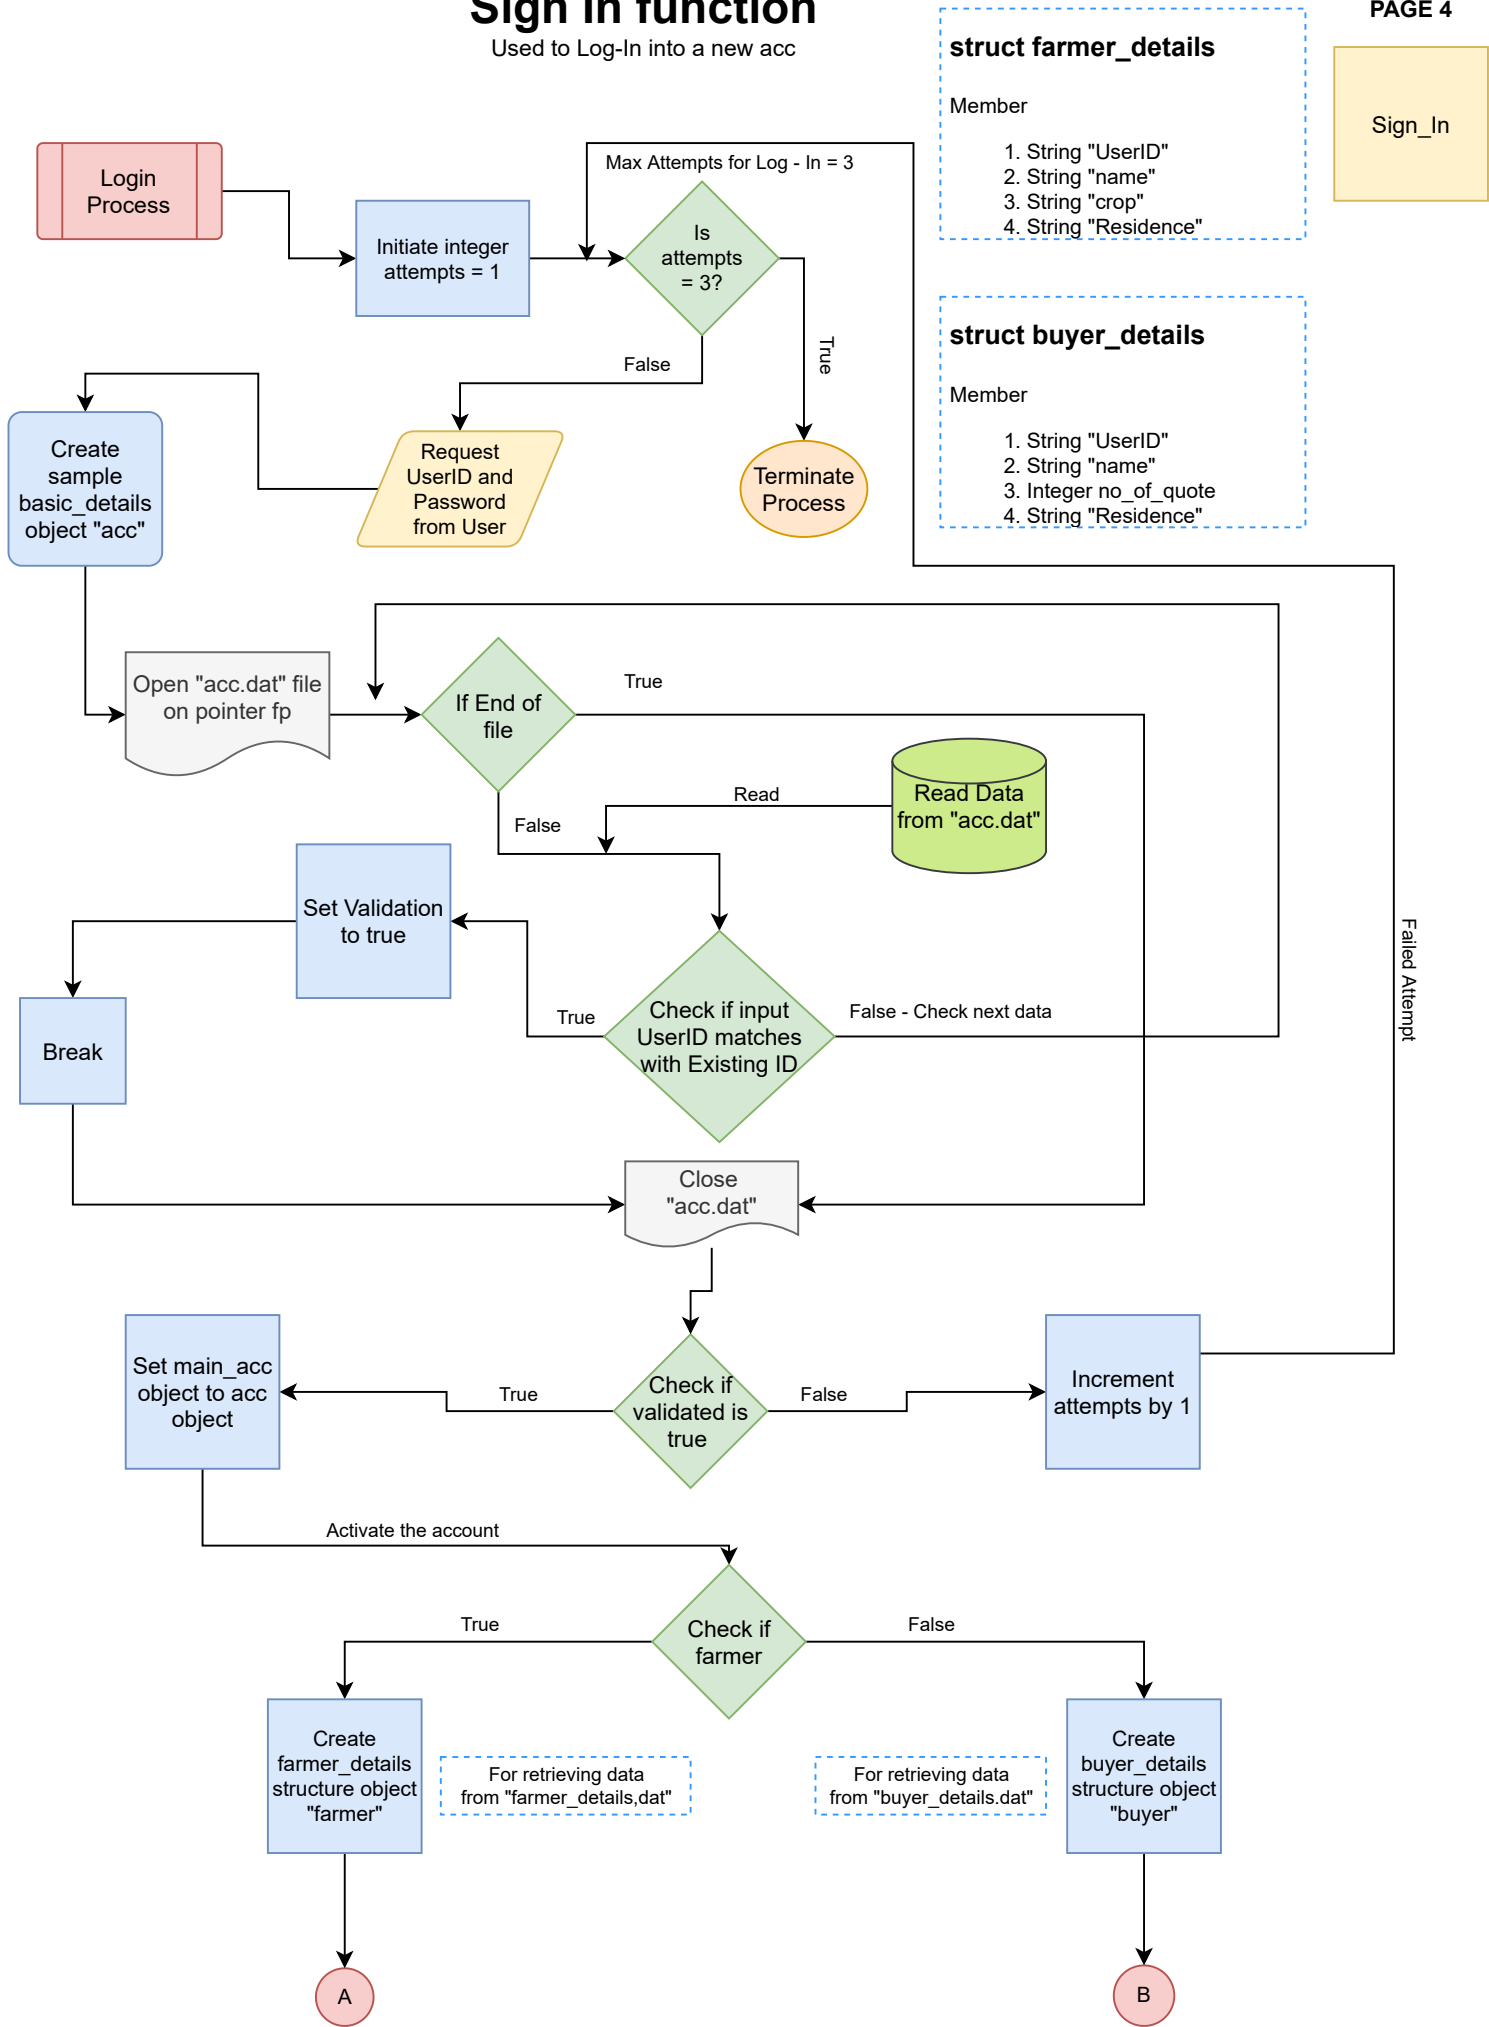 Sign In function
Used to Log-In into a new acc
PAGE 4
Sign_In
struct farmer_details
Member
1. String "UserID"
2. String "name"
3. String "crop"
4. String "Residence"
struct buyer_details
Member
1. String "UserID"
2. String "name"
3. Integer no_of_quote
4. String "Residence"
Login
Process
Initiate integer
attempts = 1
Max Attempts for Log - In = 3
Is
attempts
= 3?
True
False
Terminate
Process
Request
UserID and
Password
from User
Create
sample
basic_details
object "acc"
Open "acc.dat" file
on pointer fp
If End of
file
True
False
Read
Read Data
from "acc.dat"
Set Validation
to true
Break
Check if input
UserID matches
with Existing ID
True
False - Check next data
Failed Attempt
Close
"acc.dat"
Check if
validated is
true
True
False
Set main_acc
object to acc
object
Increment
attempts by 1
Activate the account
Check if
farmer
True
False
Create
farmer_details
structure object
"farmer"
For retrieving data
from "farmer_details,dat"
For retrieving data
from "buyer_details.dat"
Create
buyer_details
structure object
"buyer"
A
B